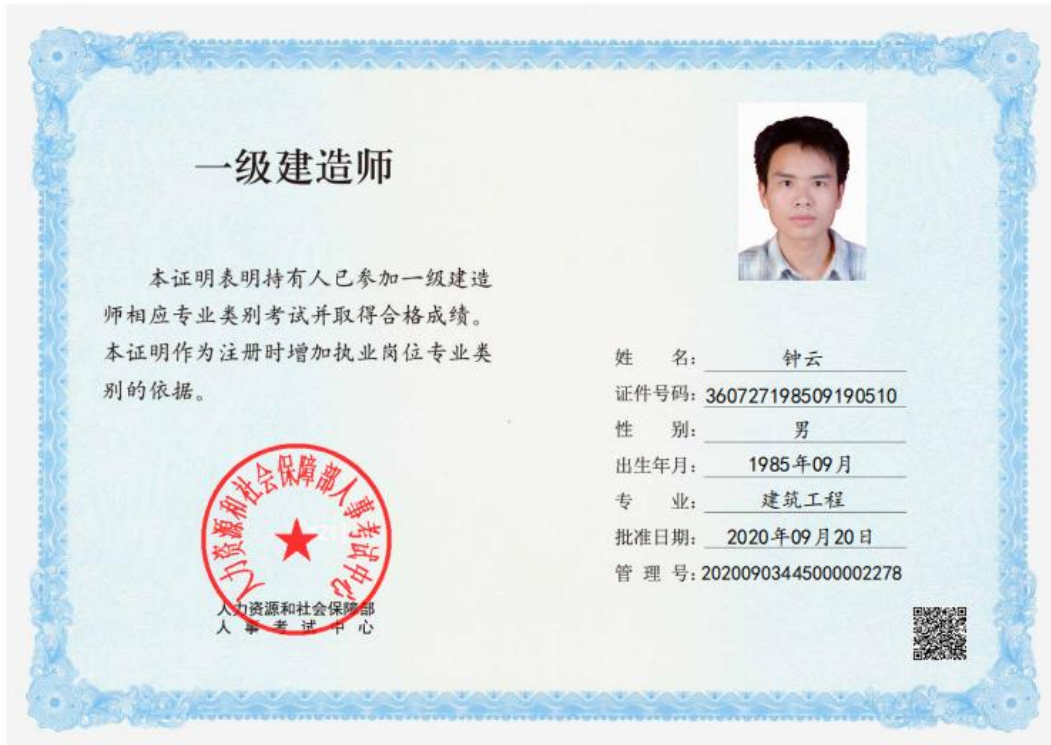 一级建造师
本证明表明持有人已参加一级建造
师相应专业类别考试并取得合格成绩。
本证明作为注册时增加执业岗位专业类
别的依据。
人力资源和社会保障部人事考试中心
人力资源和社会保障部
人事考试中心
姓 名: 钟云
证件号码: 360727198509190510
性 别: 男
出生年月: 1985年09月
专 业: 建筑工程
批准日期: 2020年09月20日
管 理 号: 20200903445000002278